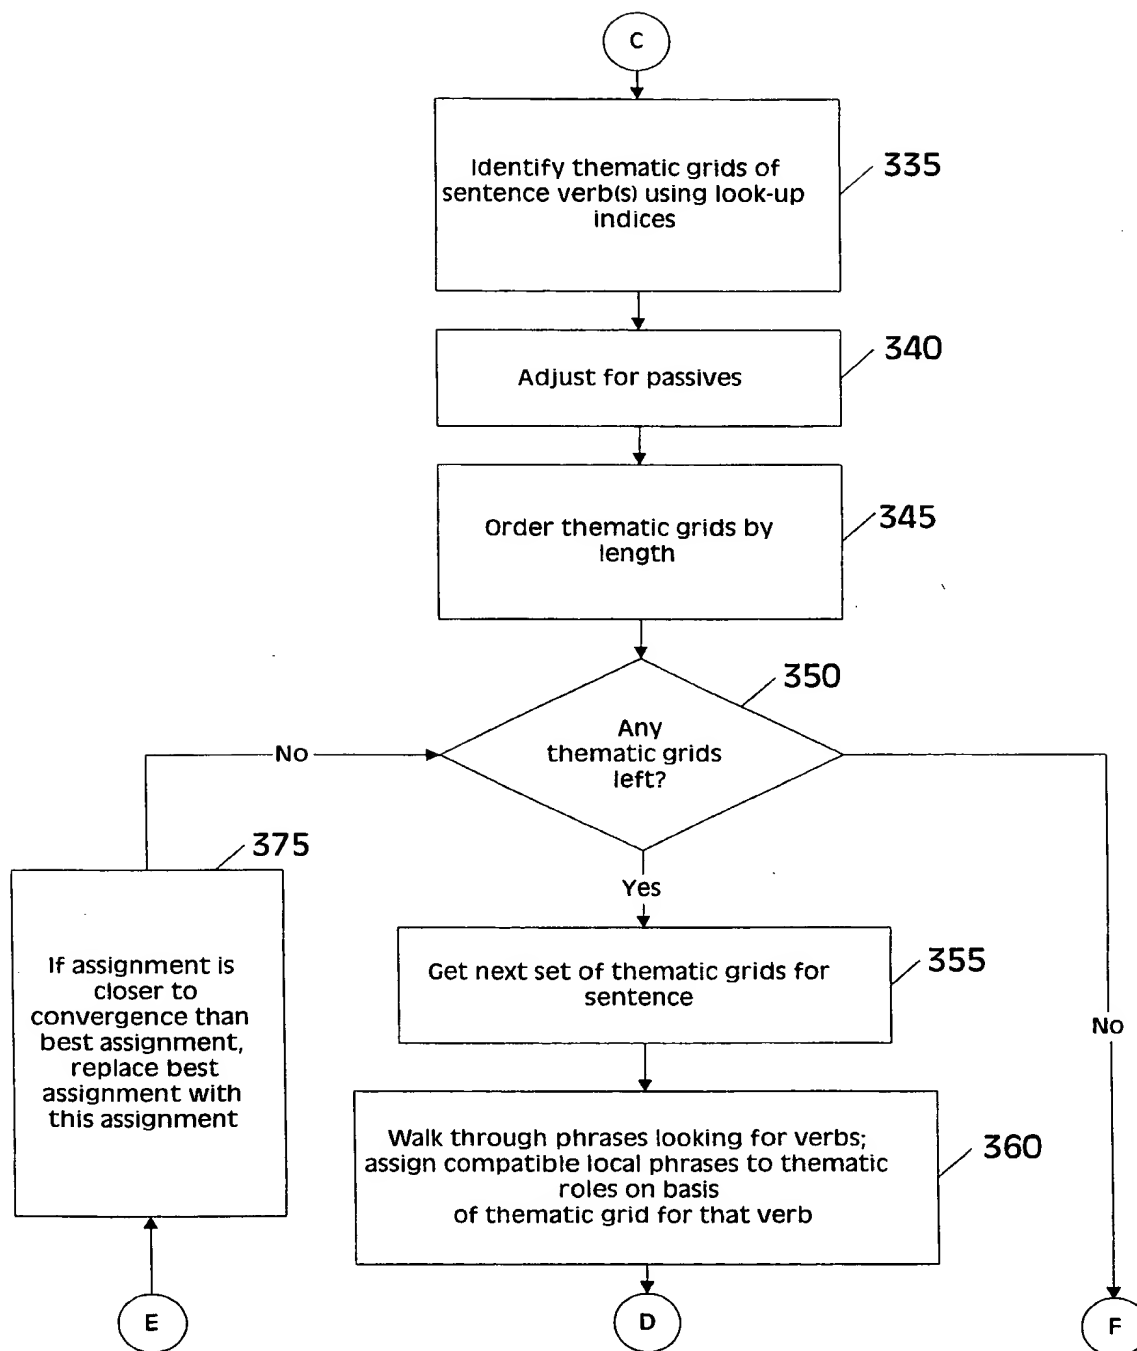 C
Identify thematic grids of
sentence verb(s) using look-up
indices
335
Adjust for passives
340
Order thematic grids by
length
345
Any
thematic grids
left?
350
No
375
If assignment is
closer to
convergence than
best assignment,
replace best
assignment with
this assignment
Yes
Get next set of thematic grids for
sentence
355
No
Walk through phrases looking for verbs;
assign compatible local phrases to thematic
roles on basis
of thematic grid for that verb
360
E
D
F